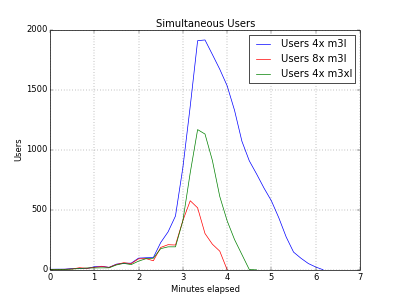 Simultaneous Users
2000
1500
1000
500
0
Users
Users 4x m3l
Users 8x m3l
Users 4x m3xl
0 1 2 3 4 5 6 7
Minutes elapsed